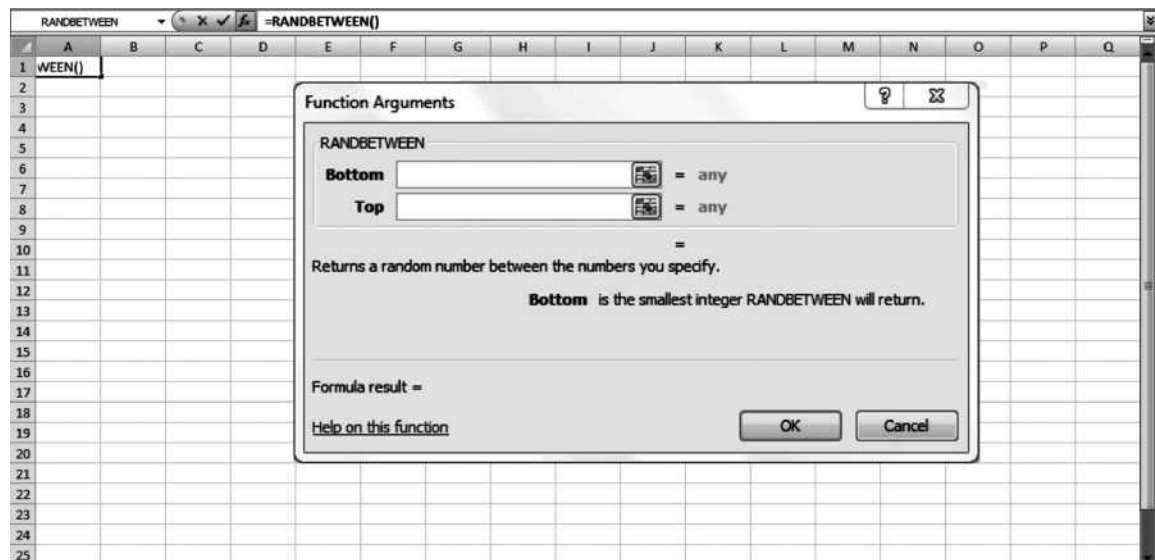 RANDBETWEEN fx =RANDBETWEEN()
A B C D E F G H I J K L M N O P Q
1 WEEN()
2
3
4
5
6
7
8
9
10
11
12
13
14
15
16
17
18
19
20
21
22
23
24
25
Function Arguments ?
RANDBETWEEN
Bottom = any
Top = any
=
Returns a random number between the numbers you specify.
Bottom is the smallest integer RANDBETWEEN will return.
Formula result =
Help on this function OK Cancel